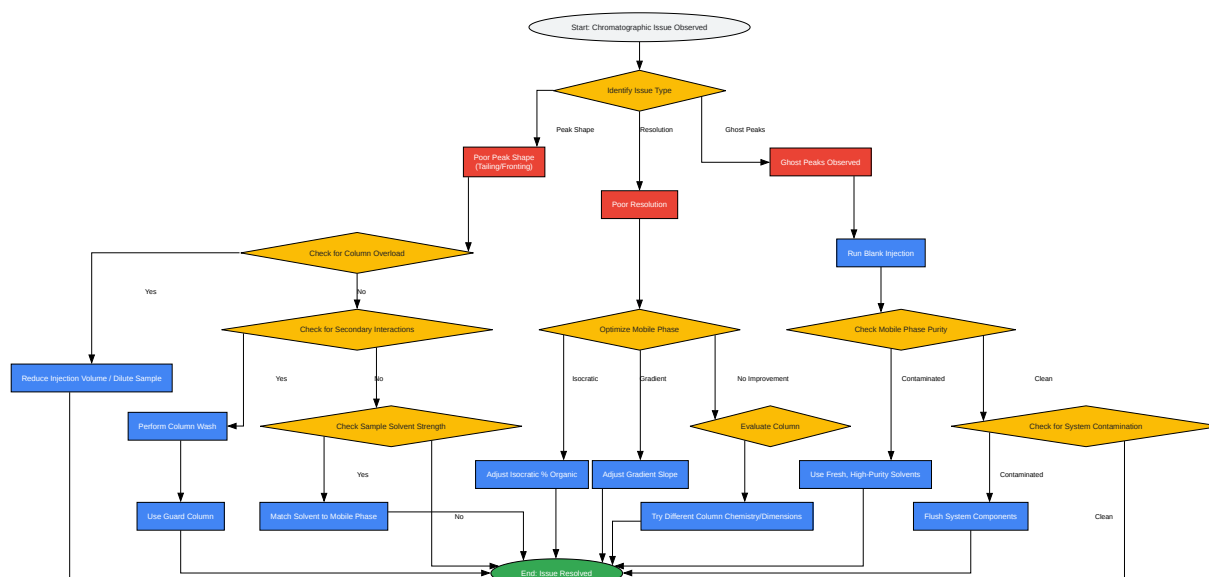 Start: Chromatographic Issue Observed
Identify Issue Type
Peak Shape
Resolution
Ghost Peaks
Poor Peak Shape
(Tailing/Fronting)
Ghost Peaks Observed
Poor Resolution
Check for Column Overload
Run Blank Injection
Yes
No
Check for Secondary Interactions
Optimize Mobile Phase
Check Mobile Phase Purity
Reduce Injection Volume / Dilute Sample
Yes
No
Isocratic
Gradient
No Improvement
Contaminated
Clean
Perform Column Wash
Check Sample Solvent Strength
Evaluate Column
Check for System Contamination
Yes
Adjust Isocratic % Organic
Adjust Gradient Slope
Use Fresh, High-Purity Solvents
Contaminated
Use Guard Column
Match Solvent to Mobile Phase
No
Try Different Column Chemistry/Dimensions
Flush System Components
Clean
End: Issue Resolved